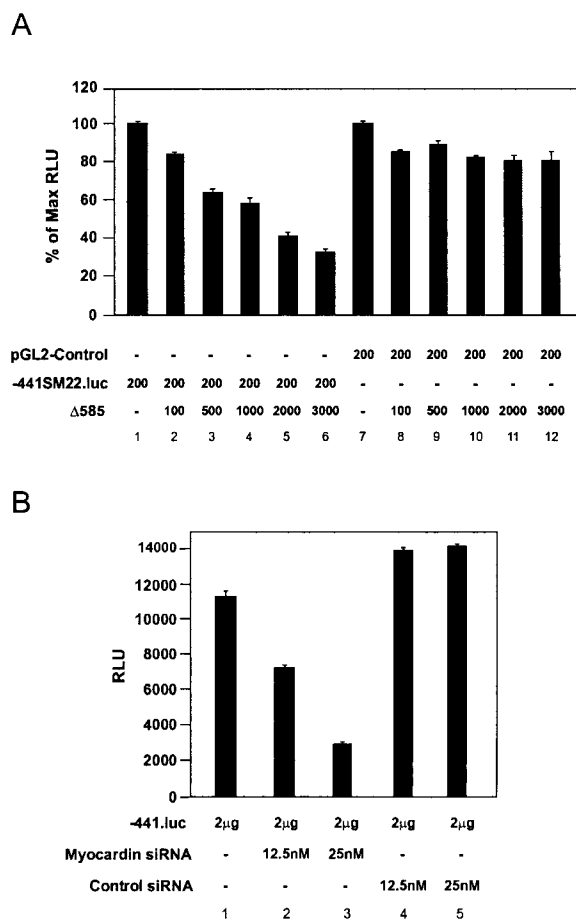 A
120
100
80
60
40
20
0
% of Max RLU
pGL2-Control - - - - - - 200 200 200 200 200 200
-441SM22.luc 200 200 200 200 200 200 - - - - - -
Δ585 - 100 500 1000 2000 3000 - 100 500 1000 2000 3000
1 2 3 4 5 6 7 8 9 10 11 12
B
14000
12000
10000
8000
6000
4000
2000
0
RLU
-441.luc 2μg 2μg 2μg 2μg 2μg
Myocardin siRNA - 12.5nM 25nM - -
Control siRNA - - - 12.5nM 25nM
1 2 3 4 5